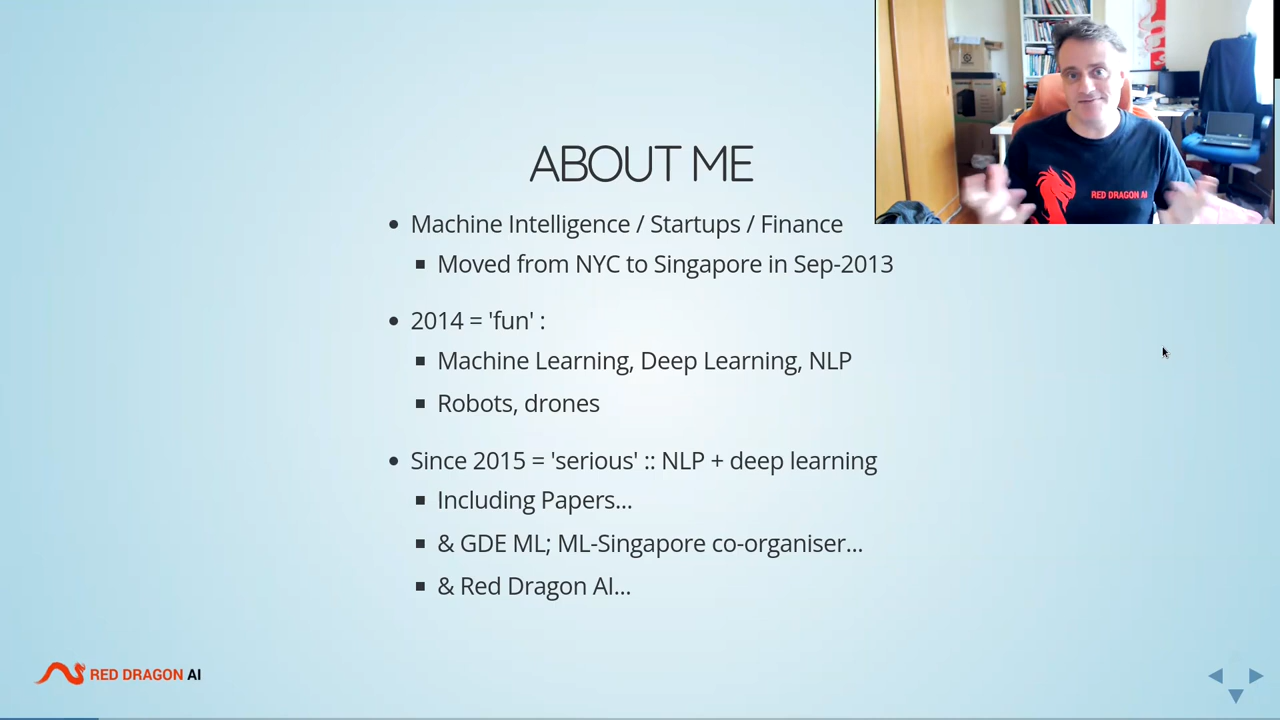 ABOUT ME
Machine Intelligence / Startups / Finance
Moved from NYC to Singapore in Sep-2013
2014 = 'fun' :
Machine Learning, Deep Learning, NLP
Robots, drones
Since 2015 = 'serious' :: NLP + deep learning
Including Papers...
& GDE ML; ML-Singapore co-organiser...
& Red Dragon AI...
RED DRAGON AI
RED DRAGON AI